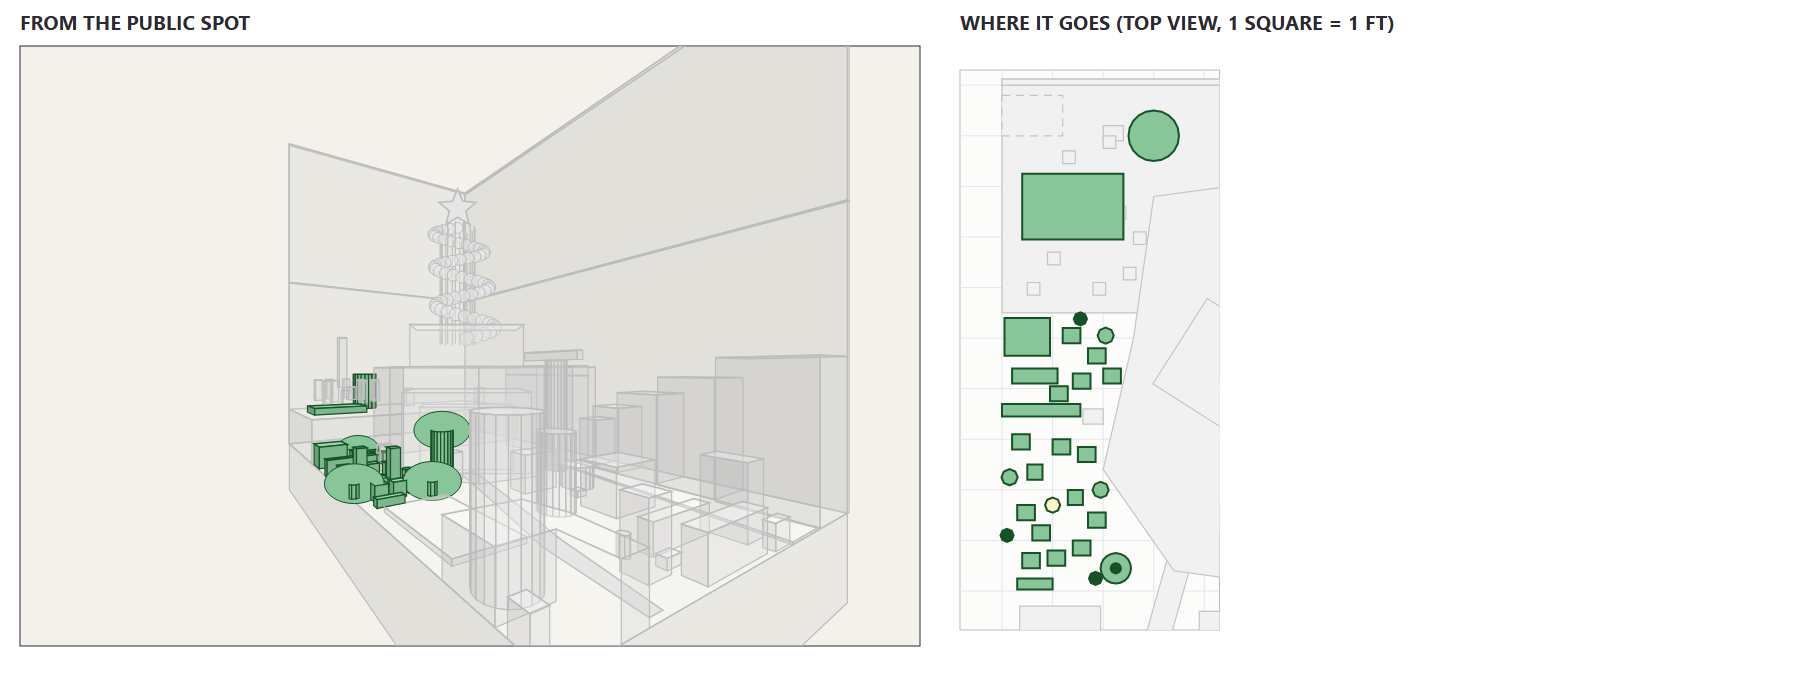 FROM THE PUBLIC SPOT
WHERE IT GOES (TOP VIEW, 1 SQUARE = 1 FT)